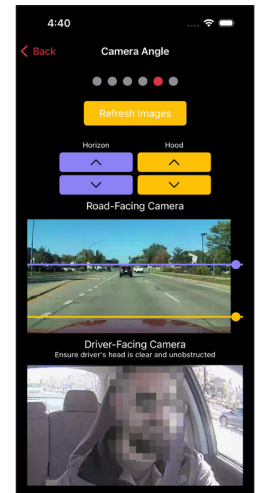 4:40
Back
Camera Angle
Refresh Images
Horizon
Hood
Road-Facing Camera
Driver-Facing Camera
Ensure driver's head is clear and unobstructed